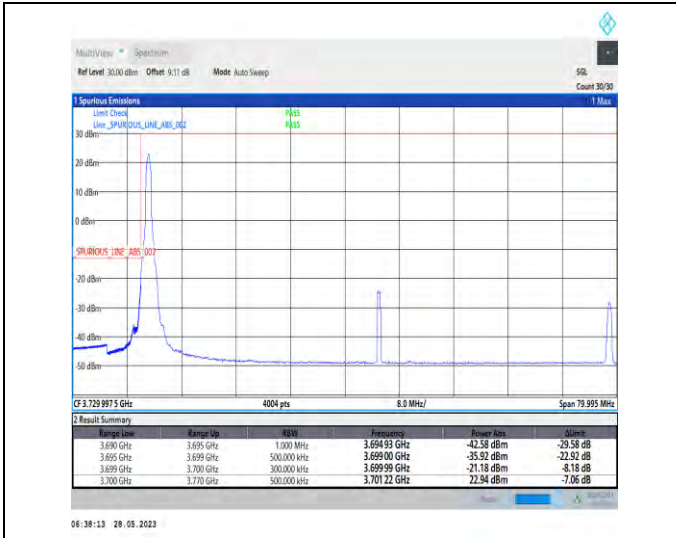 MultiView Spectrum
Ref Level 30.00 dBm Offset 9.11 dB Mode Auto Sweep SGL
Count 30/30
1 Spurious Emissions 1 Max
Limit Check PASS
Line _SPURIOUS_LINE_ABS_002 PASS
30 dBm
20 dBm
10 dBm
0 dBm
_SPURIOUS_LINE_ABS_002
-20 dBm
-30 dBm
-40 dBm
-50 dBm
CF 3.729 997 5 GHz 4004 pts 8.0 MHz/ Span 79.995 MHz
2 Result Summary
Range Low Range Up RBW Frequency Power Abs ΔLimit
3.690 GHz 3.695 GHz 1.000 MHz 3.694 93 GHz -42.58 dBm -29.58 dB
3.695 GHz 3.699 GHz 500.000 kHz 3.699 00 GHz -35.92 dBm -22.92 dB
3.699 GHz 3.700 GHz 300.000 kHz 3.699 99 GHz -21.18 dBm -8.18 dB
3.700 GHz 3.770 GHz 500.000 kHz 3.701 22 GHz 22.94 dBm -7.06 dB
06:38:13 28.05.2023